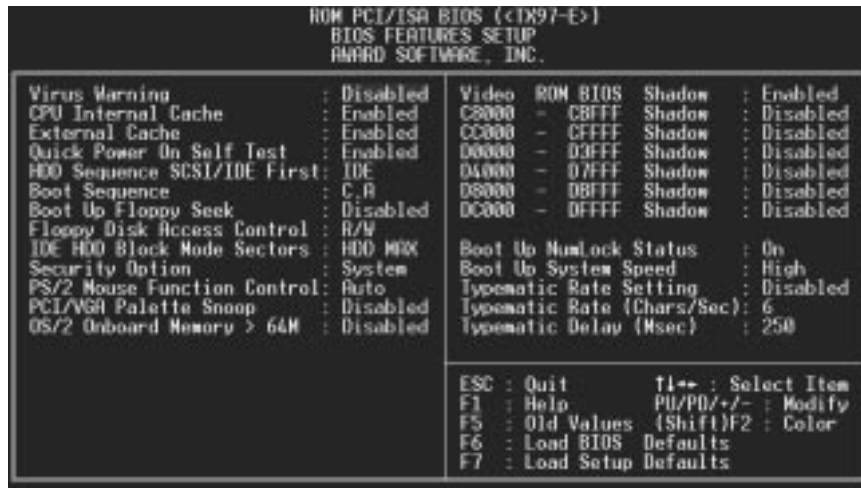 ROM PCI/ISA BIOS (<TX97-E>)
BIOS FEATURES SETUP
AWARD SOFTWARE, INC.
Virus Warning : Disabled
CPU Internal Cache : Enabled
External Cache : Enabled
Quick Power On Self Test : Enabled
HDD Sequence SCSI/IDE First: IDE
Boot Sequence : C,A
Boot Up Floppy Seek : Disabled
Floppy Disk Access Control : R/W
IDE HDD Block Mode Sectors : HDD MAX
Security Option : System
PS/2 Mouse Function Control: Auto
PCI/VGA Palette Snoop : Disabled
OS/2 Onboard Memory > 64M : Disabled
Video ROM BIOS Shadow : Enabled
C8000 - CBFFF Shadow : Disabled
CC000 - CFFFF Shadow : Disabled
D0000 - D3FFF Shadow : Disabled
D4000 - D7FFF Shadow : Disabled
D8000 - DBFFF Shadow : Disabled
DC000 - DFFFF Shadow : Disabled
Boot Up NumLock Status : On
Boot Up System Speed : High
Typematic Rate Setting : Disabled
Typematic Rate (Chars/Sec): 6
Typematic Delay (Msec) : 250
ESC : Quit ↑↓→← : Select Item
F1 : Help PU/PD/+/- : Modify
F5 : Old Values (Shift)F2 : Color
F6 : Load BIOS Defaults
F7 : Load Setup Defaults